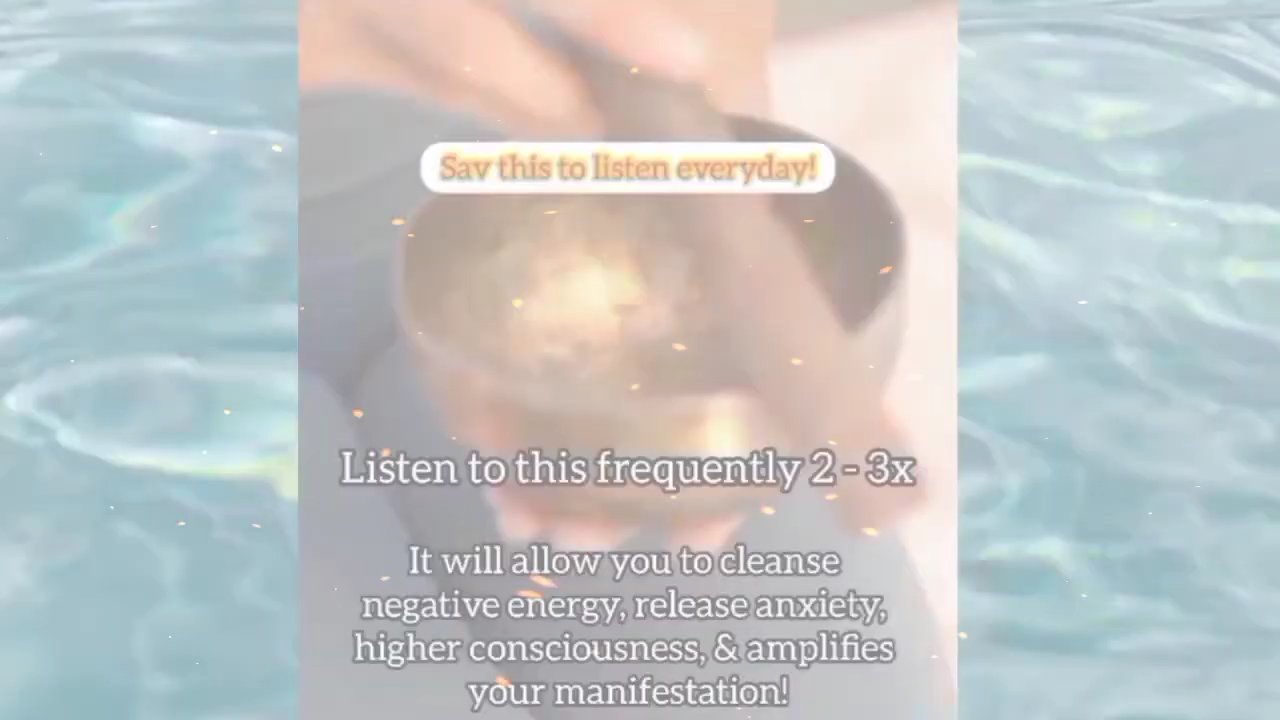 Sav this to listen everyday!
Listen to this frequently 2 - 3x
It will allow you to cleanse
negative energy, release anxiety,
higher consciousness, & amplifies
your manifestation!